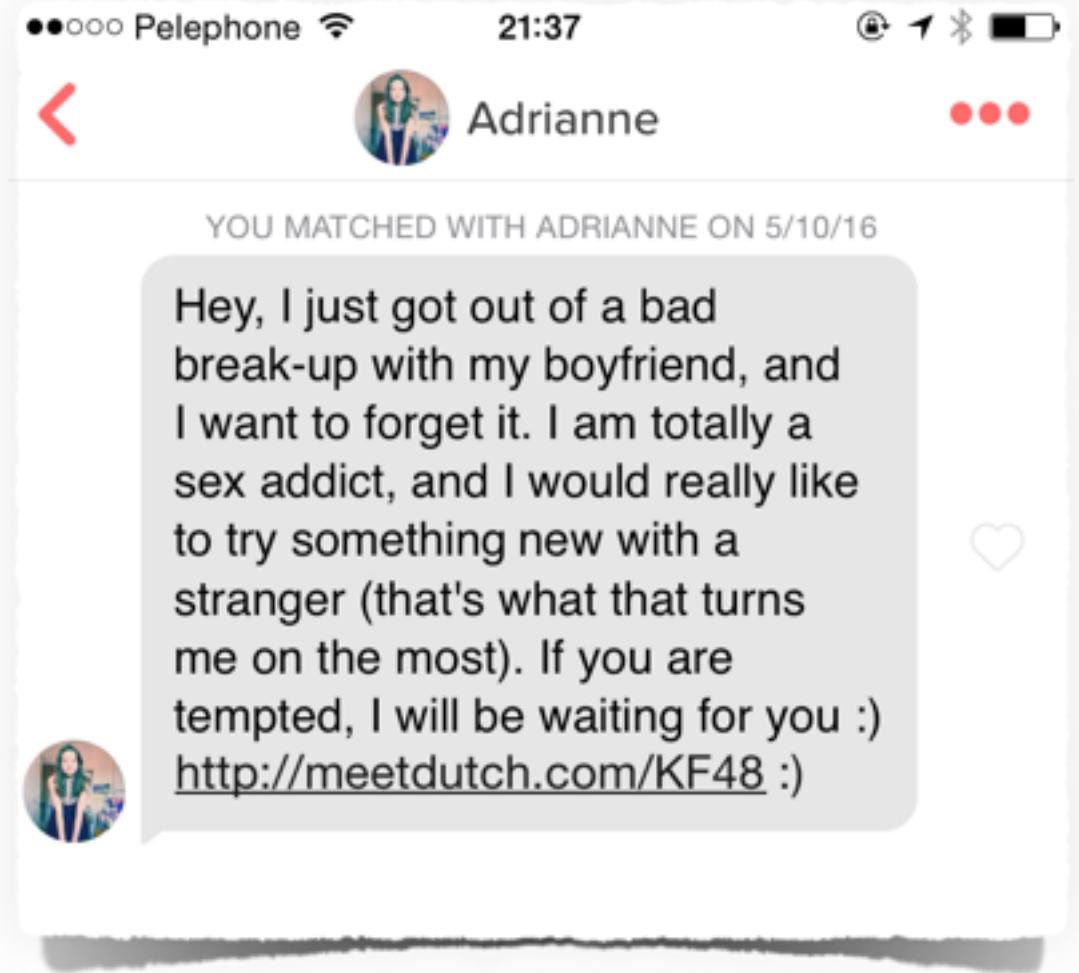 Pelephone 21:37
Adrianne
YOU MATCHED WITH ADRIANNE ON 5/10/16
Hey, I just got out of a bad
break-up with my boyfriend, and
I want to forget it. I am totally a
sex addict, and I would really like
to try something new with a
stranger (that's what that turns
me on the most). If you are
tempted, I will be waiting for you :)
http://meetdutch.com/KF48 :)